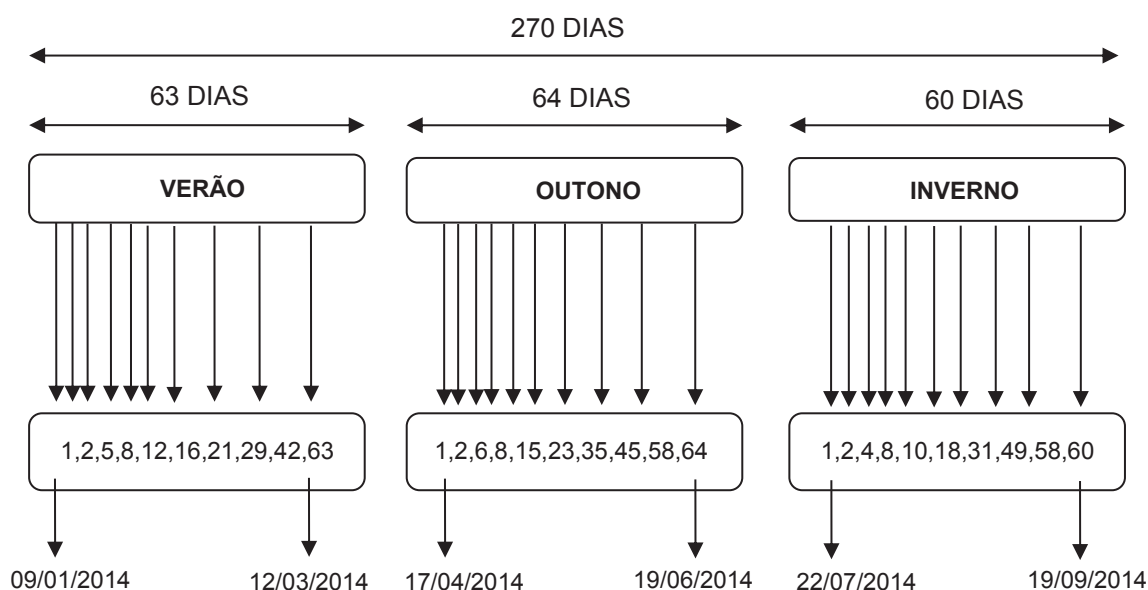 270 DIAS
63 DIAS 64 DIAS 60 DIAS
VERÃO OUTONO INVERNO
1,2,5,8,12,16,21,29,42,63 1,2,6,8,15,23,35,45,58,64 1,2,4,8,10,18,31,49,58,60
09/01/2014 12/03/2014 17/04/2014 19/06/2014 22/07/2014 19/09/2014